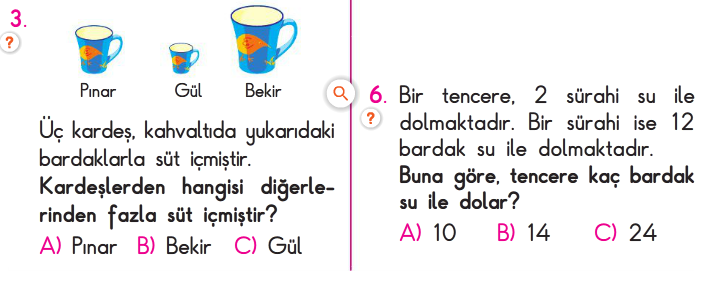 3.
?
Pınar Gül Bekir
Üç kardeş, kahvaltıda yukarıdaki
bardaklarla süt içmiştir.
Kardeşlerden hangisi diğerle-
rinden fazla süt içmiştir?
A) Pınar B) Bekir C) Gül
6. Bir tencere, 2 sürahi su ile
? dolmaktadır. Bir sürahi ise 12
bardak su ile dolmaktadır.
Buna göre, tencere kaç bardak
su ile dolar?
A) 10 B) 14 C) 24